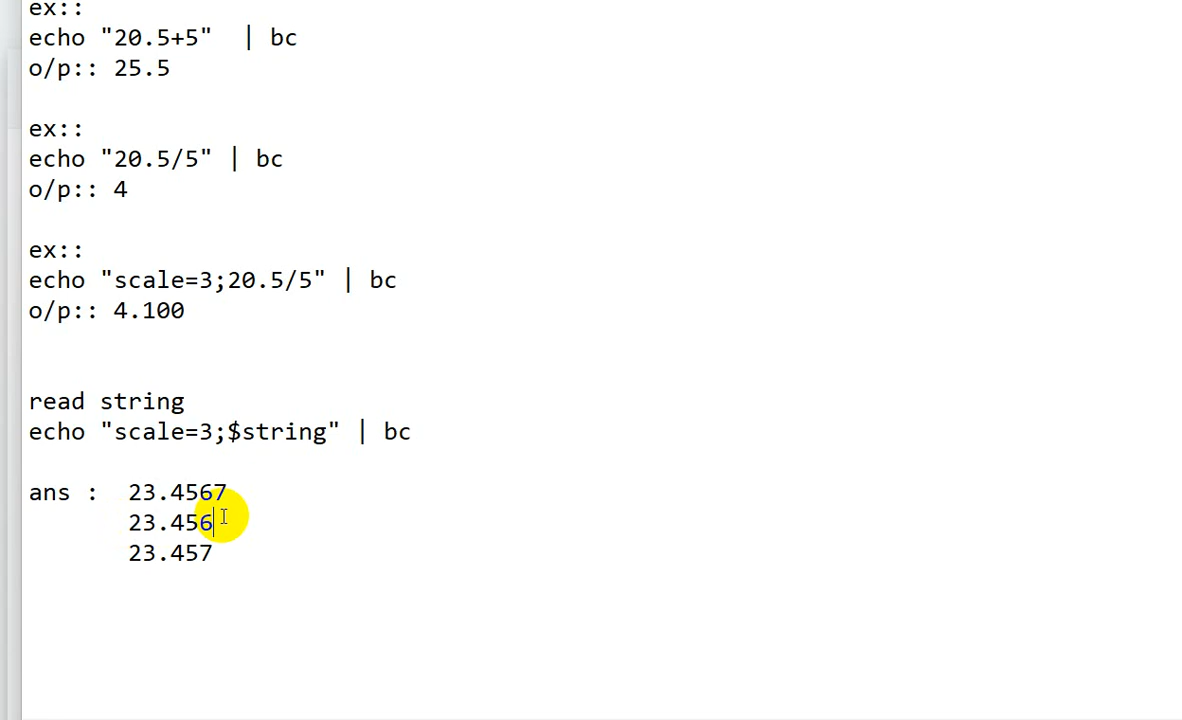 ex::
echo "20.5+5"  | bc
o/p:: 25.5
ex::
echo "20.5/5" | bc
o/p:: 4
ex::
echo "scale=3;20.5/5" | bc
o/p:: 4.100
read string
echo "scale=3;$string" | bc
ans :  23.4567
23.456
23.457